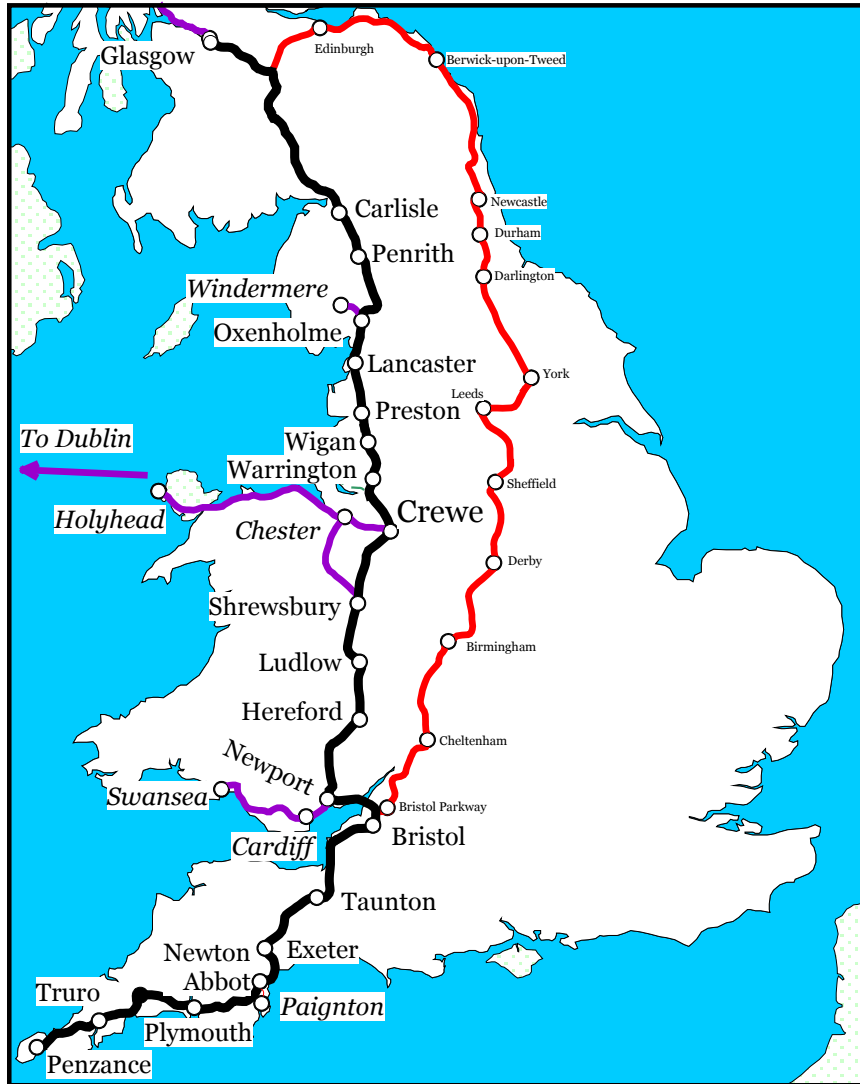 Glasgow
Edinburgh
Berwick-upon-Tweed
Newcastle
Carlisle
Durham
Penrith
Darlington
Windermere
Oxenholme
Lancaster
York
Leeds
Preston
To Dublin
Wigan
Warrington
Sheffield
Holyhead
Chester
Crewe
Derby
Shrewsbury
Birmingham
Ludlow
Hereford
Cheltenham
Newport
Swansea
Bristol Parkway
Cardiff
Bristol
Taunton
Newton
Abbot
Exeter
Truro
Paignton
Plymouth
Penzance